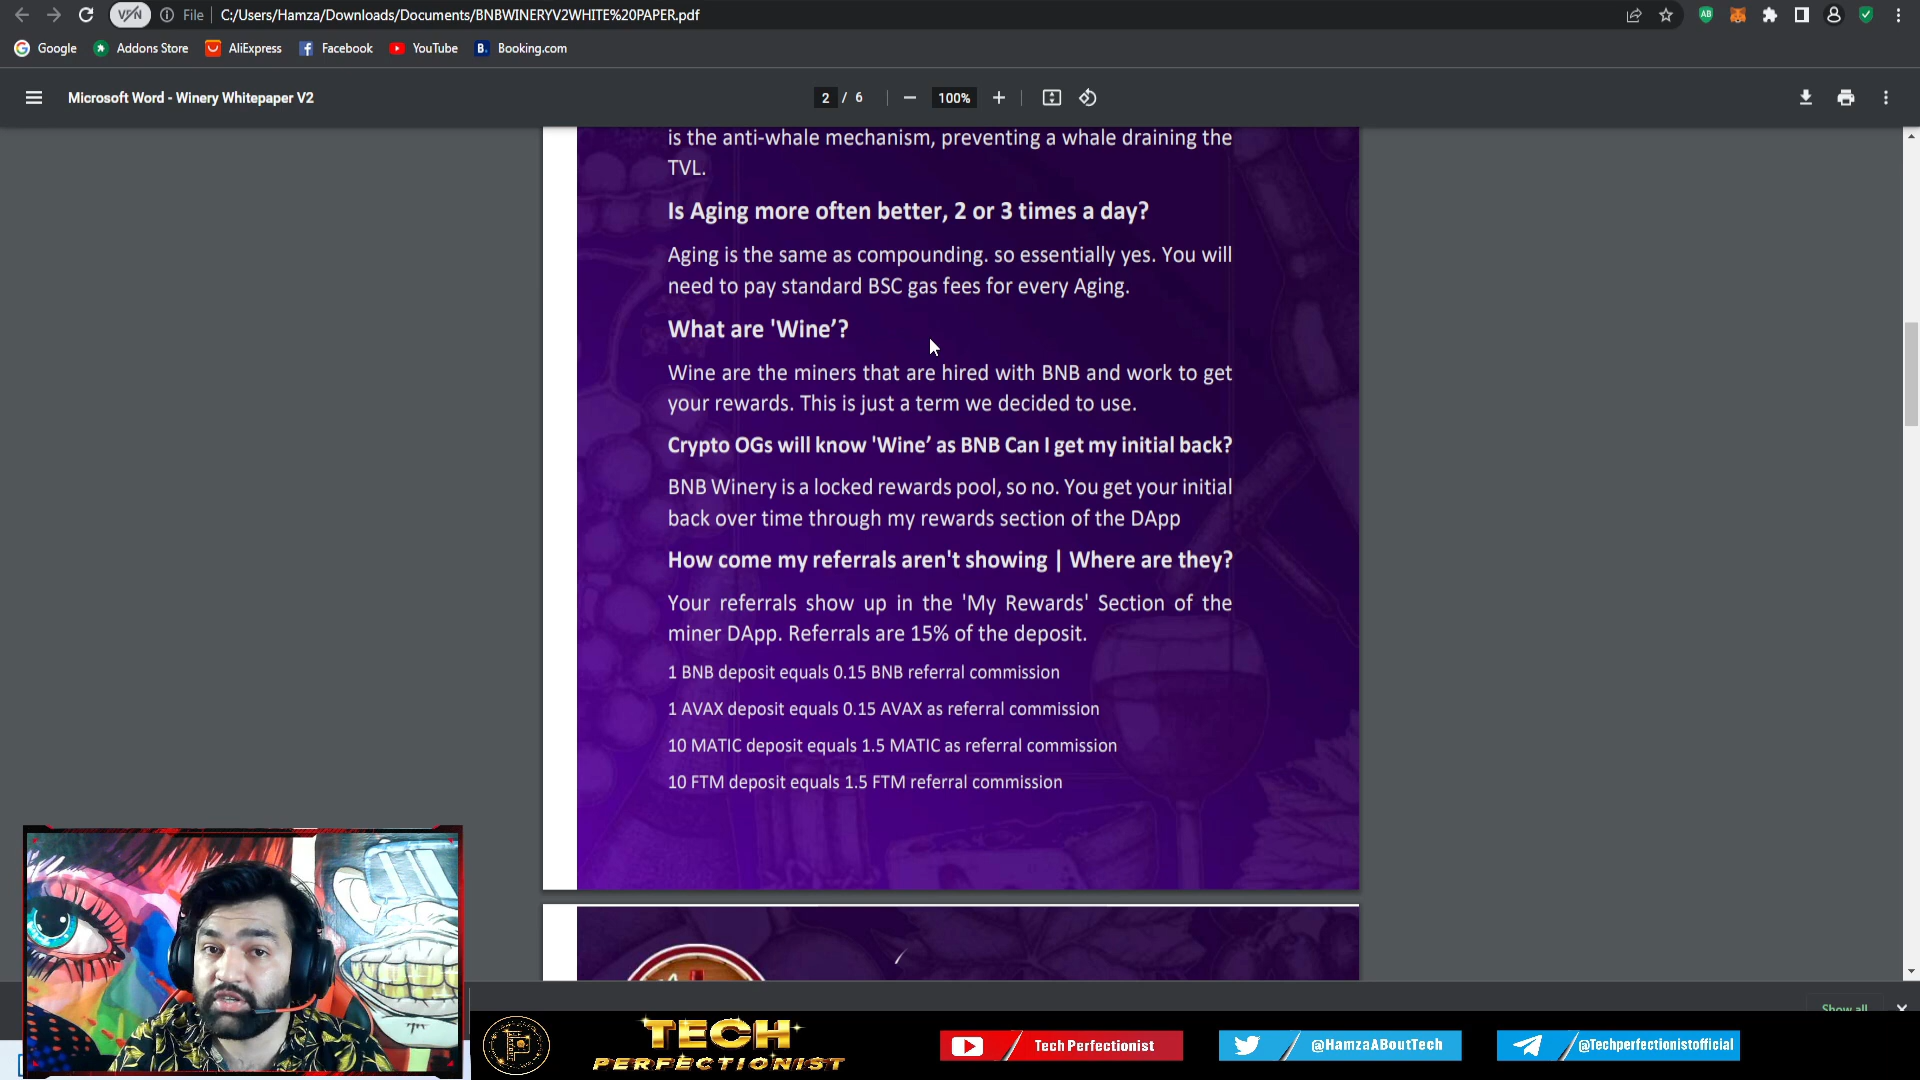 VPN File C:/Users/Hamza/Downloads/Documents/BNBWINERYV2WHITE%20PAPER.pdf
Google Addons Store AliExpress Facebook YouTube B. Booking.com
Microsoft Word - Winery Whitepaper V2 2 / 6 100%
is the anti-whale mechanism, preventing a whale draining the
TVL.
Is Aging more often better, 2 or 3 times a day?
Aging is the same as compounding. so essentially yes. You will
need to pay standard BSC gas fees for every Aging.
What are 'Wine’?
Wine are the miners that are hired with BNB and work to get
your rewards. This is just a term we decided to use.
Crypto OGs will know 'Wine’ as BNB Can I get my initial back?
BNB Winery is a locked rewards pool, so no. You get your initial
back over time through my rewards section of the DApp
How come my referrals aren't showing | Where are they?
Your referrals show up in the 'My Rewards' Section of the
miner DApp. Referrals are 15% of the deposit.
1 BNB deposit equals 0.15 BNB referral commission
1 AVAX deposit equals 0.15 AVAX as referral commission
10 MATIC deposit equals 1.5 MATIC as referral commission
10 FTM deposit equals 1.5 FTM referral commission
Show all
TECH
PERFECTIONIST
Tech Perfectionist
@HamzaABoutTech
@Techperfectionistofficial